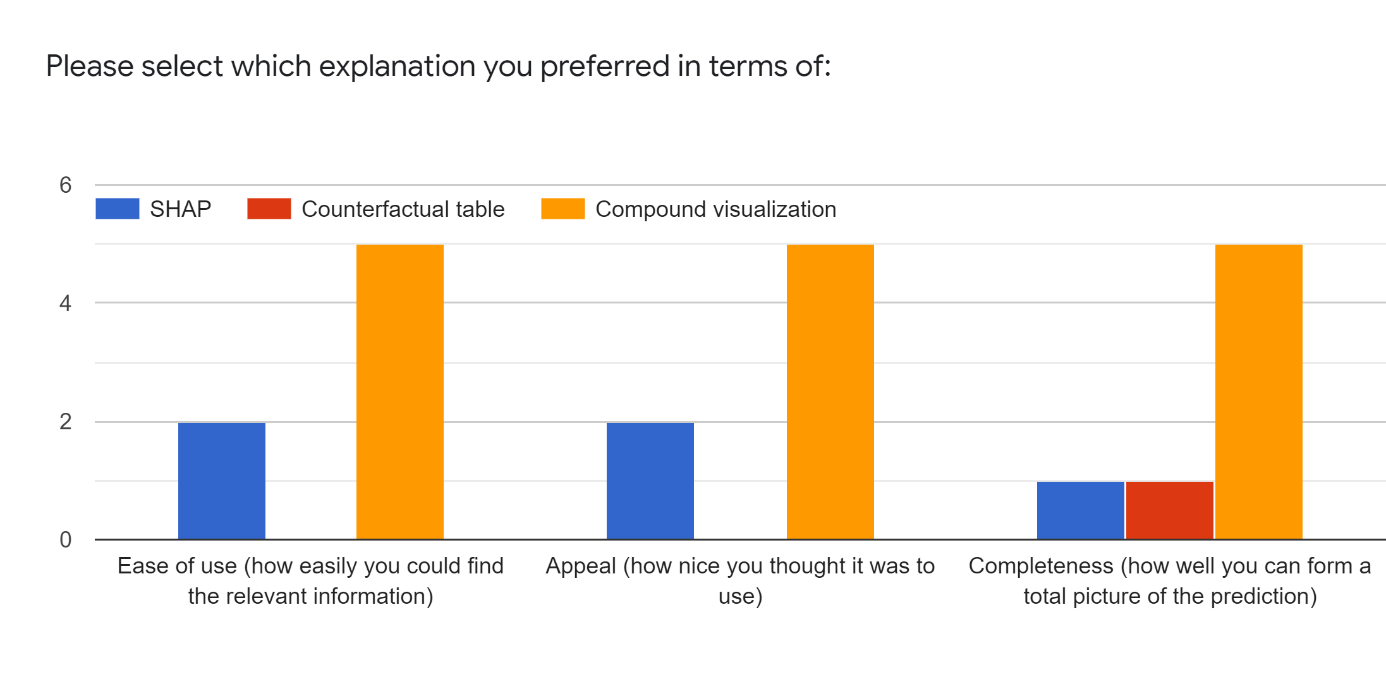 Please select which explanation you preferred in terms of:
6
SHAP Counterfactual table Compound visualization
4
2
0
Ease of use (how easily you could find
the relevant information)
Appeal (how nice you thought it was to
use)
Completeness (how well you can form a
total picture of the prediction)